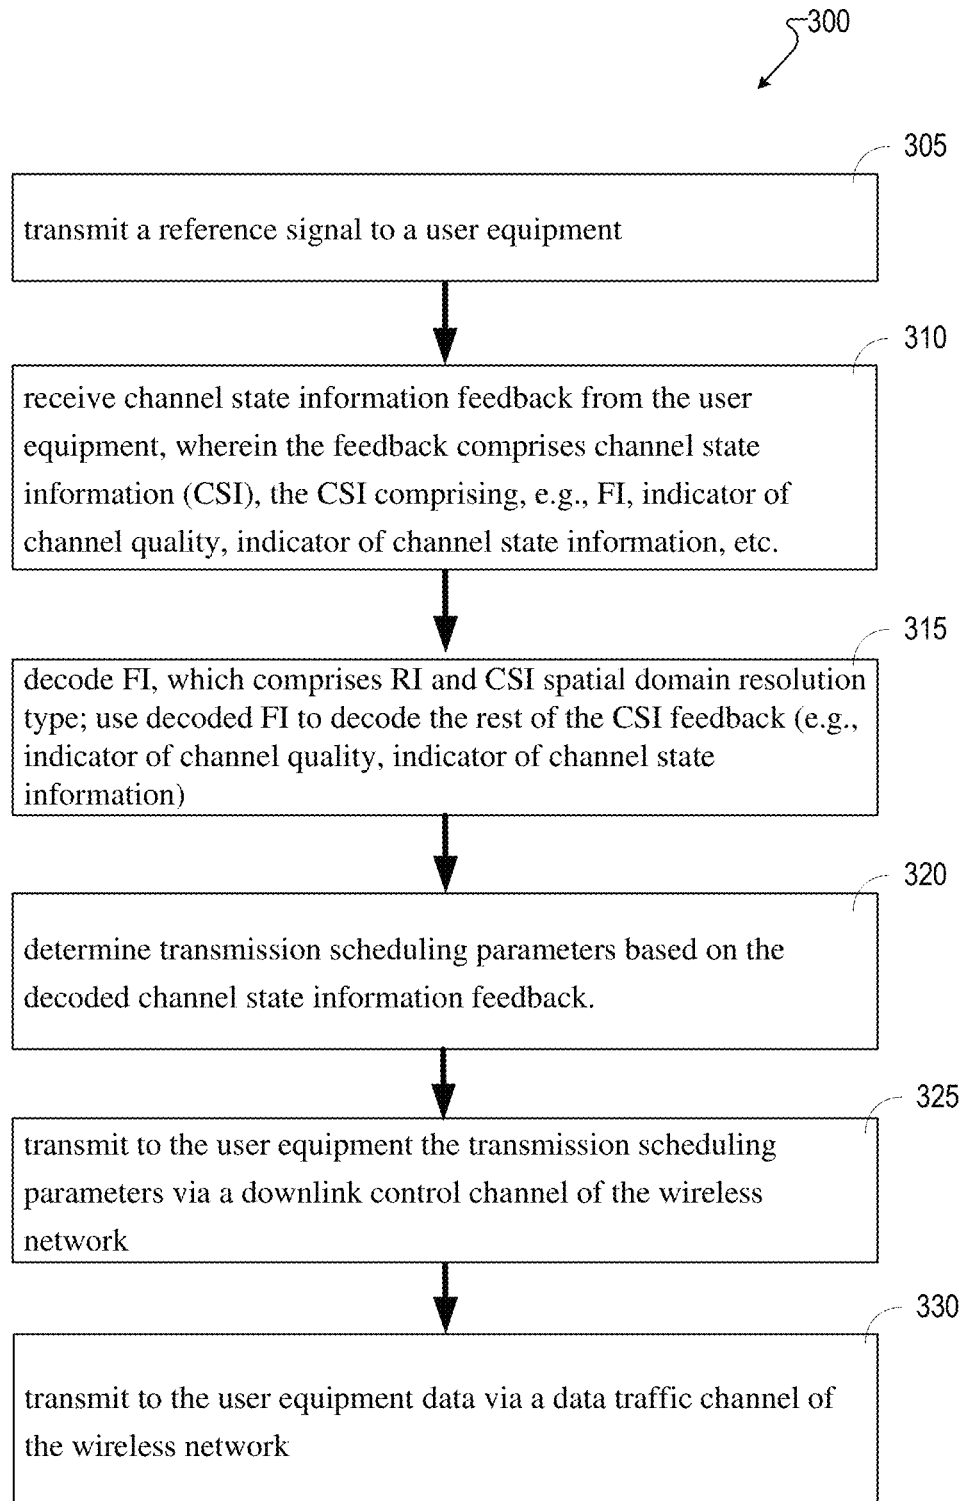 300
305
transmit a reference signal to a user equipment
310
receive channel state information feedback from the user
equipment, wherein the feedback comprises channel state
information (CSI), the CSI comprising, e.g., FI, indicator of
channel quality, indicator of channel state information, etc.
315
decode FI, which comprises RI and CSI spatial domain resolution
type; use decoded FI to decode the rest of the CSI feedback (e.g.,
indicator of channel quality, indicator of channel state
information)
320
determine transmission scheduling parameters based on the
decoded channel state information feedback.
325
transmit to the user equipment the transmission scheduling
parameters via a downlink control channel of the wireless
network
330
transmit to the user equipment data via a data traffic channel of
the wireless network